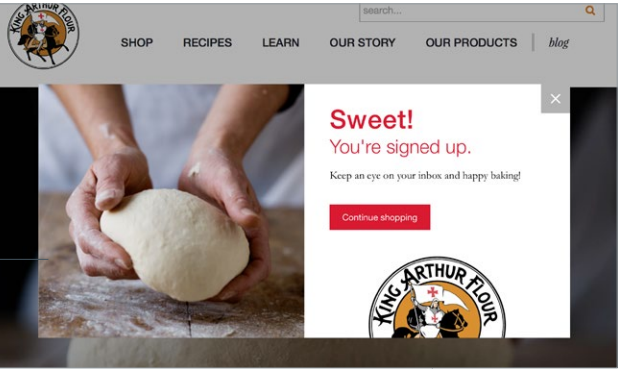 KING ARTHUR FLOUR
search...
SHOP RECIPES LEARN OUR STORY OUR PRODUCTS blog
Sweet!
You're signed up.
Keep an eye on your inbox and happy baking!
Continue shopping
KING ARTHUR FLOUR